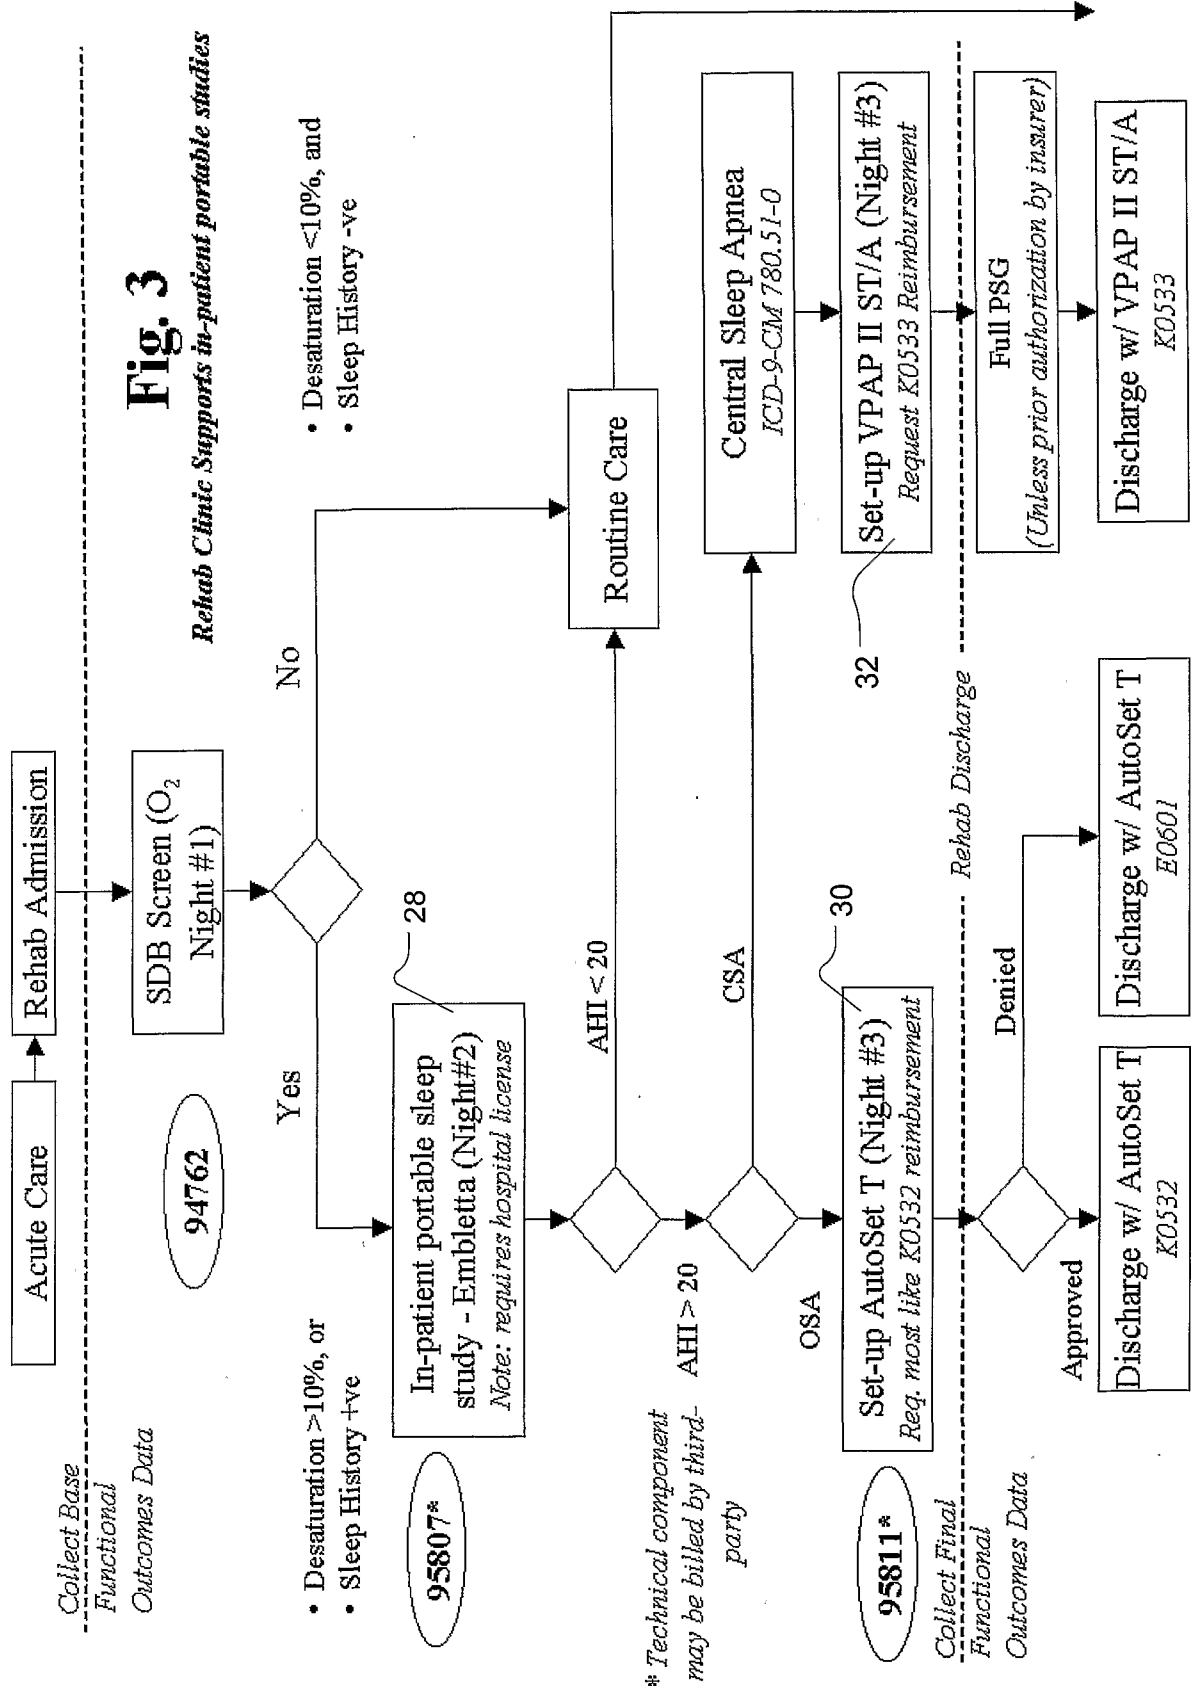 Fig. 3
Rehab Clinic Supports in-patient portable studies
Acute Care
Rehab Admission
Collect Base
Functional
Outcomes Data
94762
SDB Screen (O2
Night #1)
Yes
No
• Desaturation >10%, or
• Sleep History +ve
• Desaturation <10%, and
• Sleep History -ve
95807*
In-patient portable sleep
study - Embletta (Night#2)
Note: requires hospital license
28
AHI < 20
Routine Care
AHI > 20
* Technical component
may be billed by third-
party
CSA
Central Sleep Apnea
ICD-9-CM 780.51-0
OSA
95811*
Set-up AutoSet T (Night #3)
Req. most like K0532 reimbursement
30
32
Set-up VPAP II ST/A (Night #3)
Request K0533 Reimbursement
Collect Final
Functional
Outcomes Data
Rehab Discharge
Full PSG
(Unless prior authorization by insurer)
Approved
Denied
Discharge w/ AutoSet T
K0532
Discharge w/ AutoSet T
E0601
Discharge w/ VPAP II ST/A
K0533